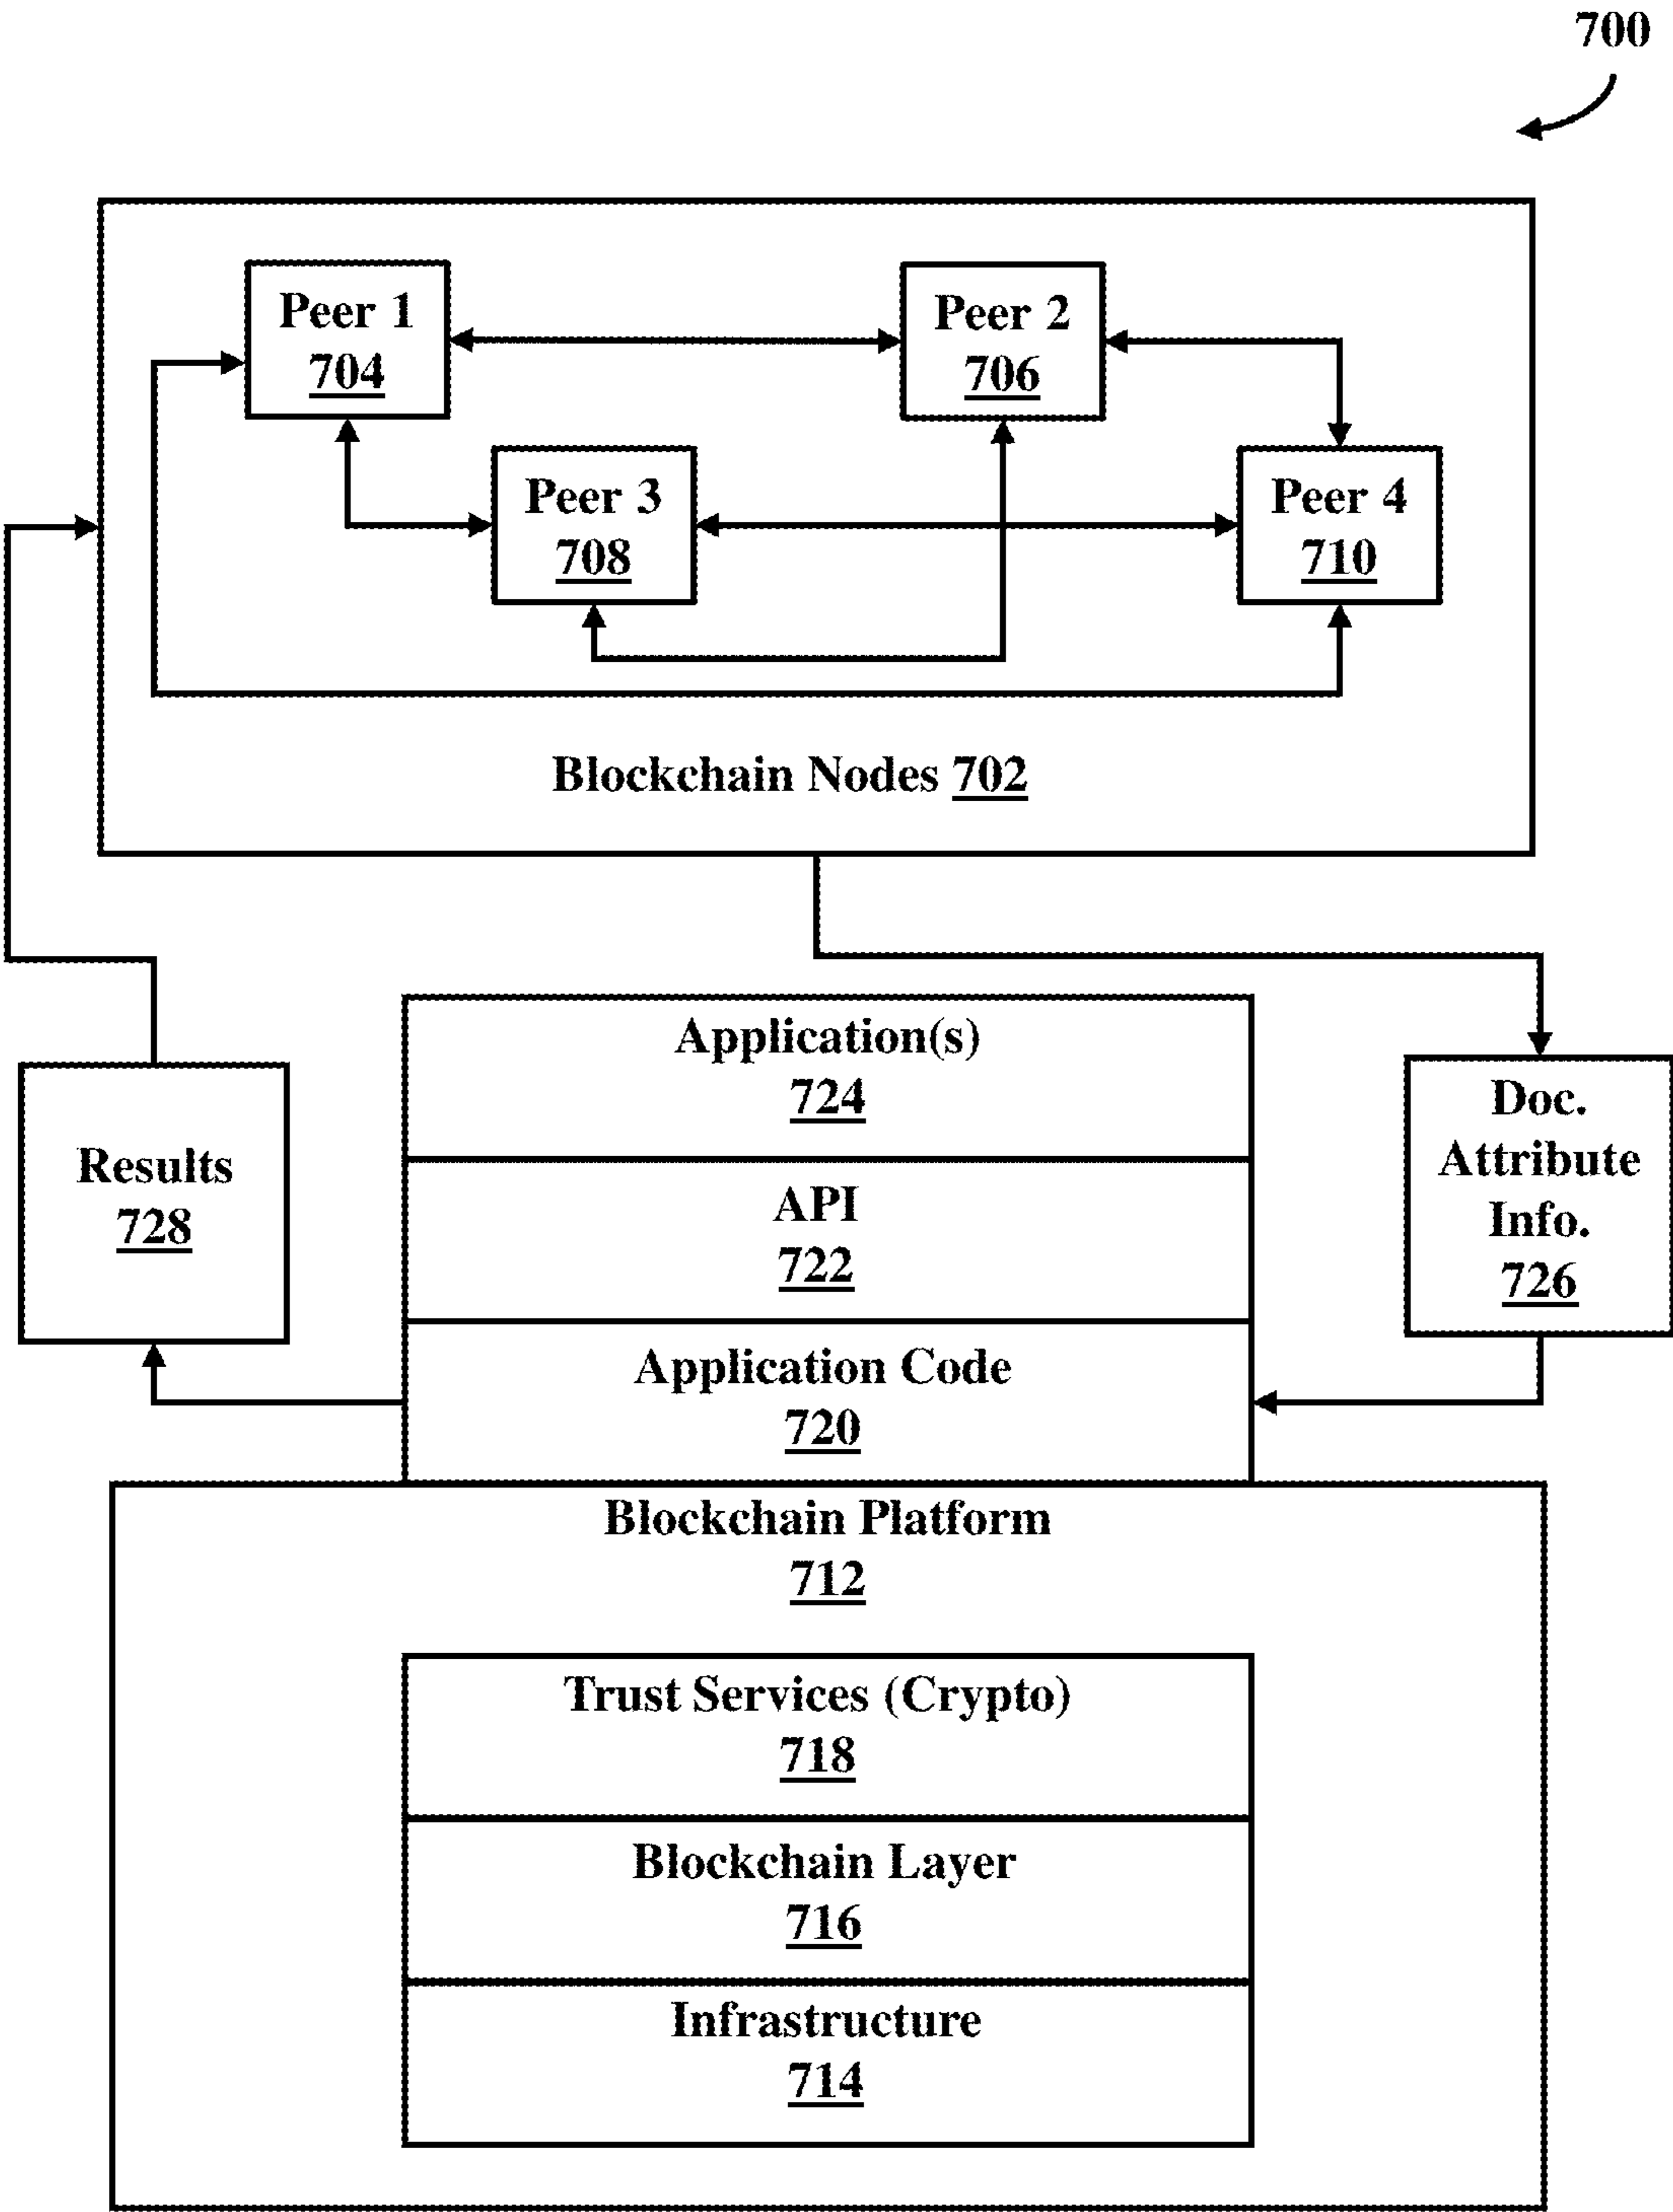 700
Peer 1
704
Peer 2
706
Peer 3
708
Peer 4
710
Blockchain Nodes 702
Application(s)
724
API
722
Application Code
720
Results
728
Doc.
Attribute
Info.
726
Blockchain Platform
712
Trust Services (Crypto)
718
Blockchain Layer
716
Infrastructure
714